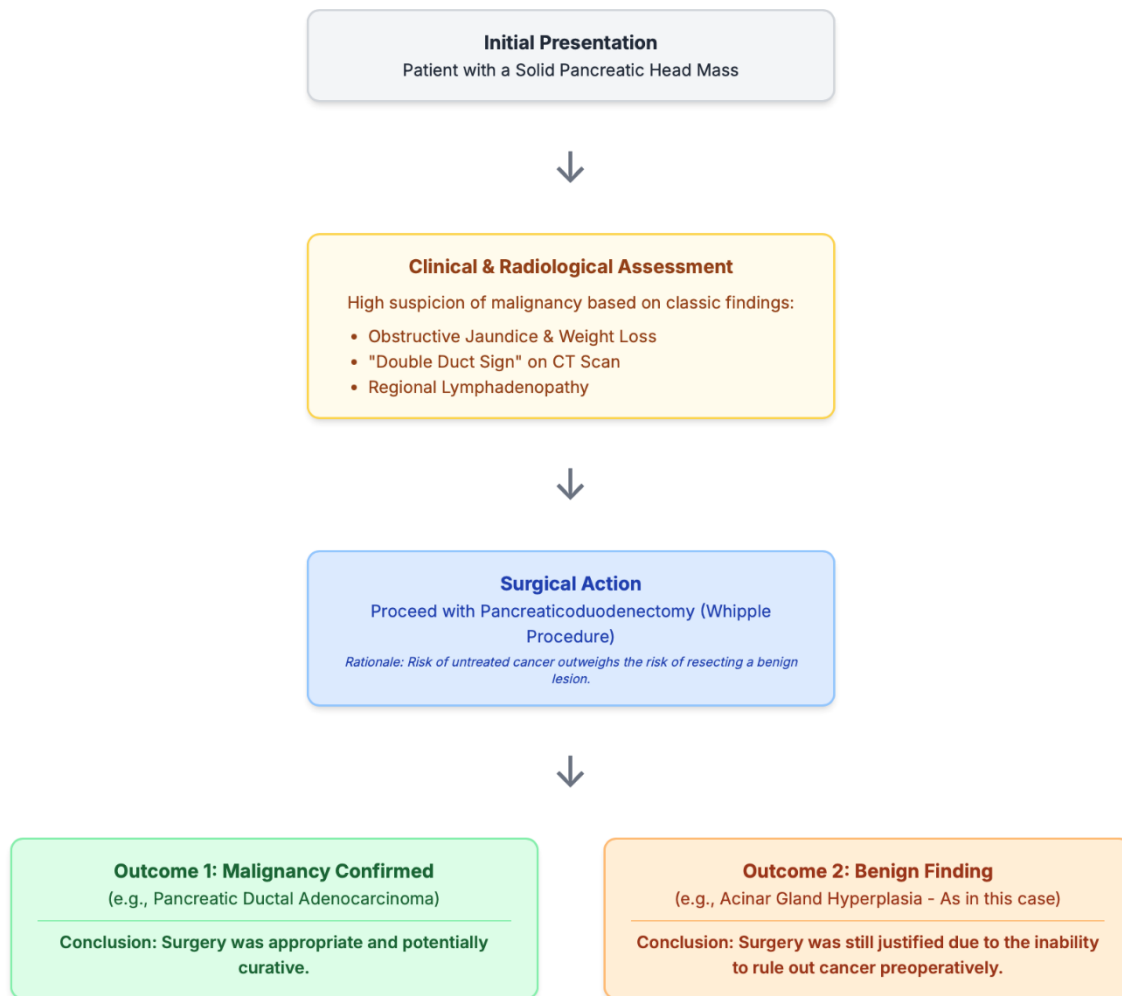 Initial Presentation
Patient with a Solid Pancreatic Head Mass
Clinical & Radiological Assessment
High suspicion of malignancy based on classic findings:
• Obstructive Jaundice & Weight Loss
• "Double Duct Sign" on CT Scan
• Regional Lymphadenopathy
Surgical Action
Proceed with Pancreaticoduodenectomy (Whipple
Procedure)
Rationale: Risk of untreated cancer outweighs the risk of resecting a benign
lesion.
Outcome 1: Malignancy Confirmed
(e.g., Pancreatic Ductal Adenocarcinoma)
Conclusion: Surgery was appropriate and potentially
curative.
Outcome 2: Benign Finding
(e.g., Acinar Gland Hyperplasia - As in this case)
Conclusion: Surgery was still justified due to the inability
to rule out cancer preoperatively.